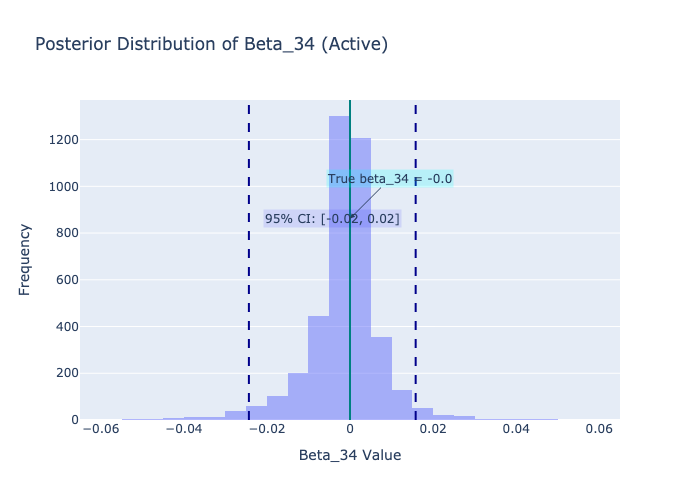 Posterior Distribution of Beta_34 (Active)
1200
1000
800
600
400
200
0
Frequency
True beta_34 = -0.0
95% CI: [-0.02, 0.02]
−0.06
−0.04
−0.02
0
0.02
0.04
0.06
Beta_34 Value